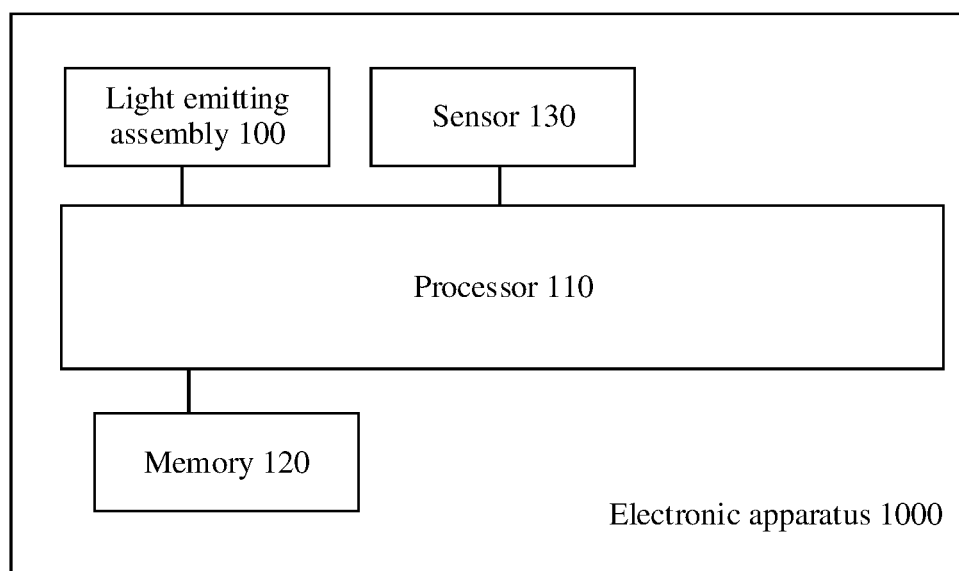 Light emitting
assembly 100
Sensor 130
Processor 110
Memory 120
Electronic apparatus 1000